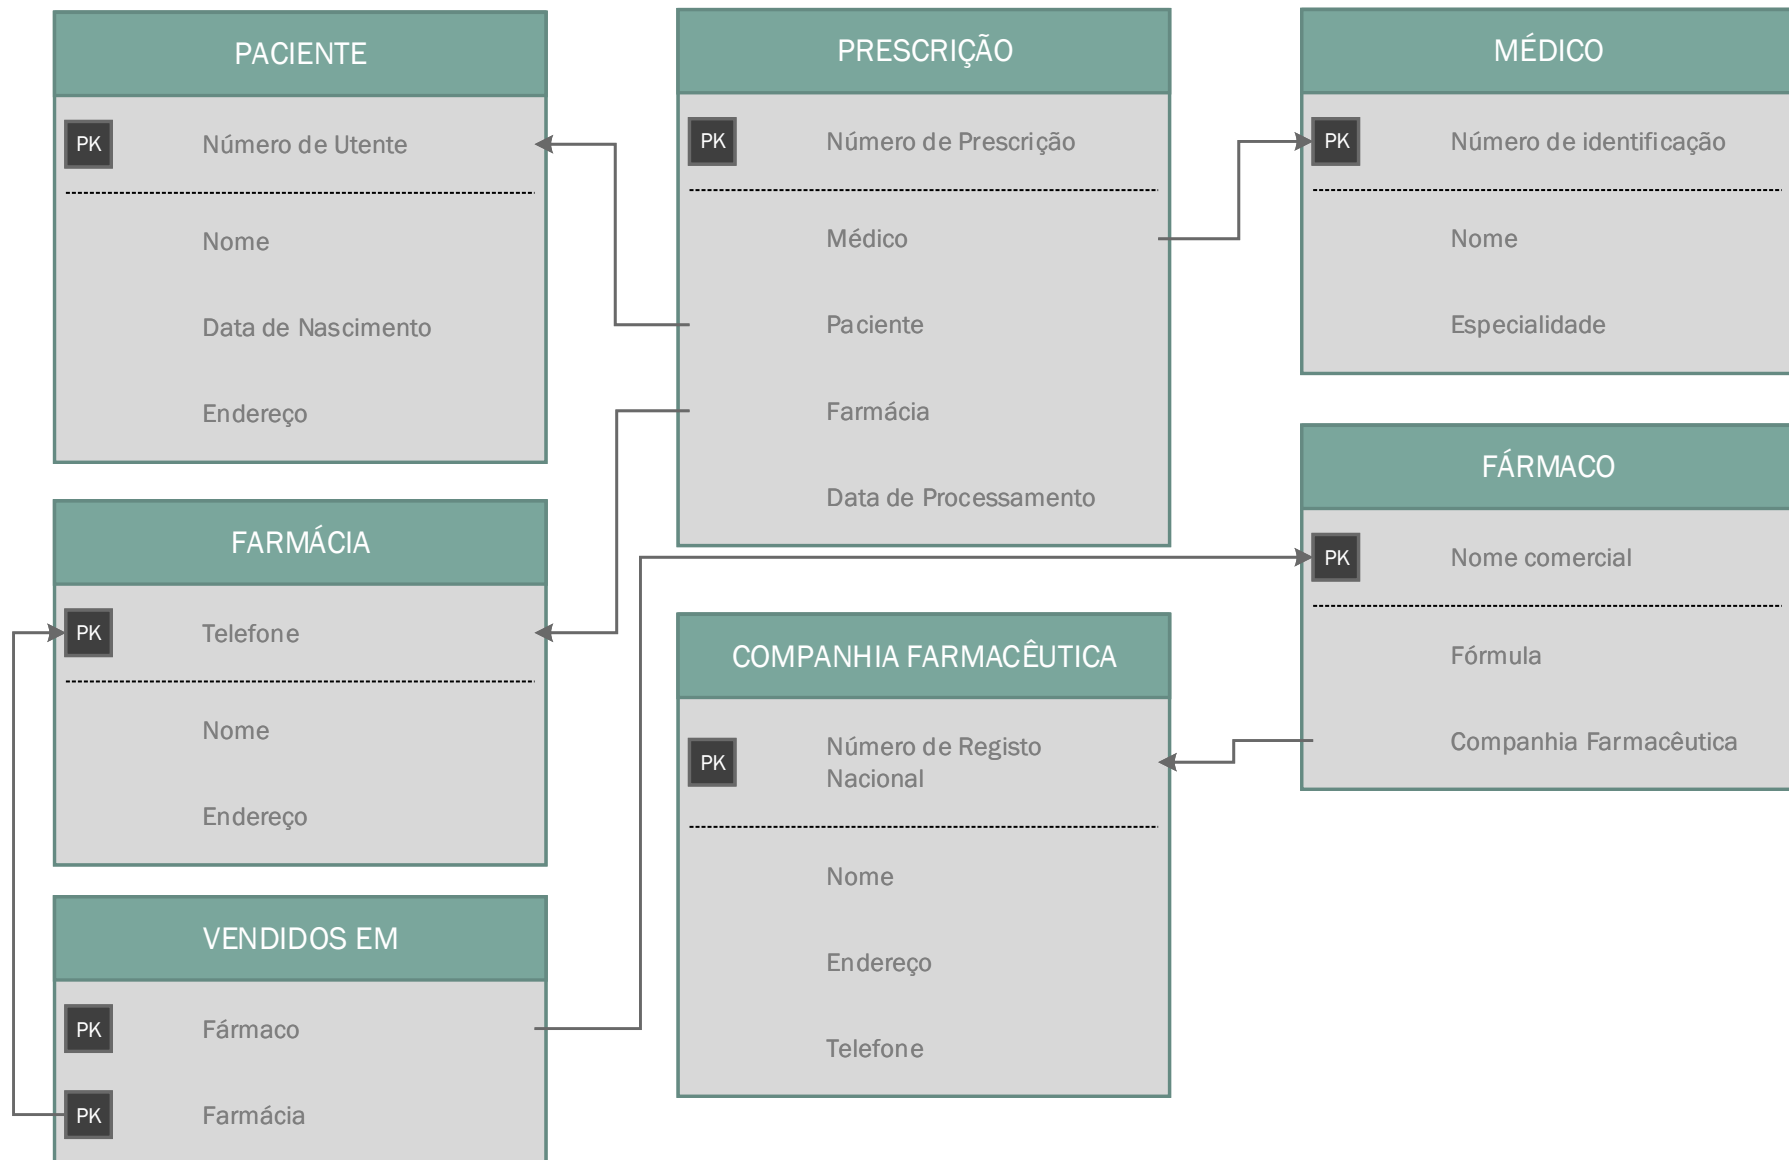 PACIENTE
PK
Número de Utente
Nome
Data de Nascimento
Endereço
PRESCRIÇÃO
PK
Número de Prescrição
Médico
Paciente
Farmácia
Data de Processamento
MÉDICO
PK
Número de identificação
Nome
Especialidade
FARMÁCIA
PK
Telefone
Nome
Endereço
FÁRMACO
PK
Nome comercial
Fórmula
Companhia Farmacêutica
COMPANHIA FARMACÊUTICA
PK
Número de Registo
Nacional
Nome
Endereço
Telefone
VENDIDOS EM
PK
Fármaco
PK
Farmácia